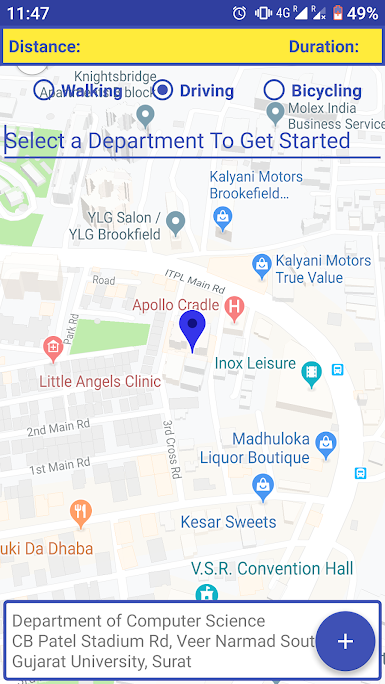 11:47
4G R R 49%
Distance: Duration:
Knightsbridge
Apartments B block
Walking Driving Bicycling
Molex India
Business Service
Select a Department To Get Started
Kalyani Motors
Brookefield...
YLG Salon /
YLG Brookfield
Kalyani Motors
True Value
ITPL Main Rd
Road
Apollo Cradle
H
Park Rd
Inox Leisure
Little Angels Clinic
2nd Main Rd
3rd Cross Rd
Madhuloka
Liquor Boutique
1st Main Rd
Kesar Sweets
uki Da Dhaba
V.S.R. Convention Hall
Department of Computer Science
CB Patel Stadium Rd, Veer Narmad Sout
Gujarat University, Surat
+